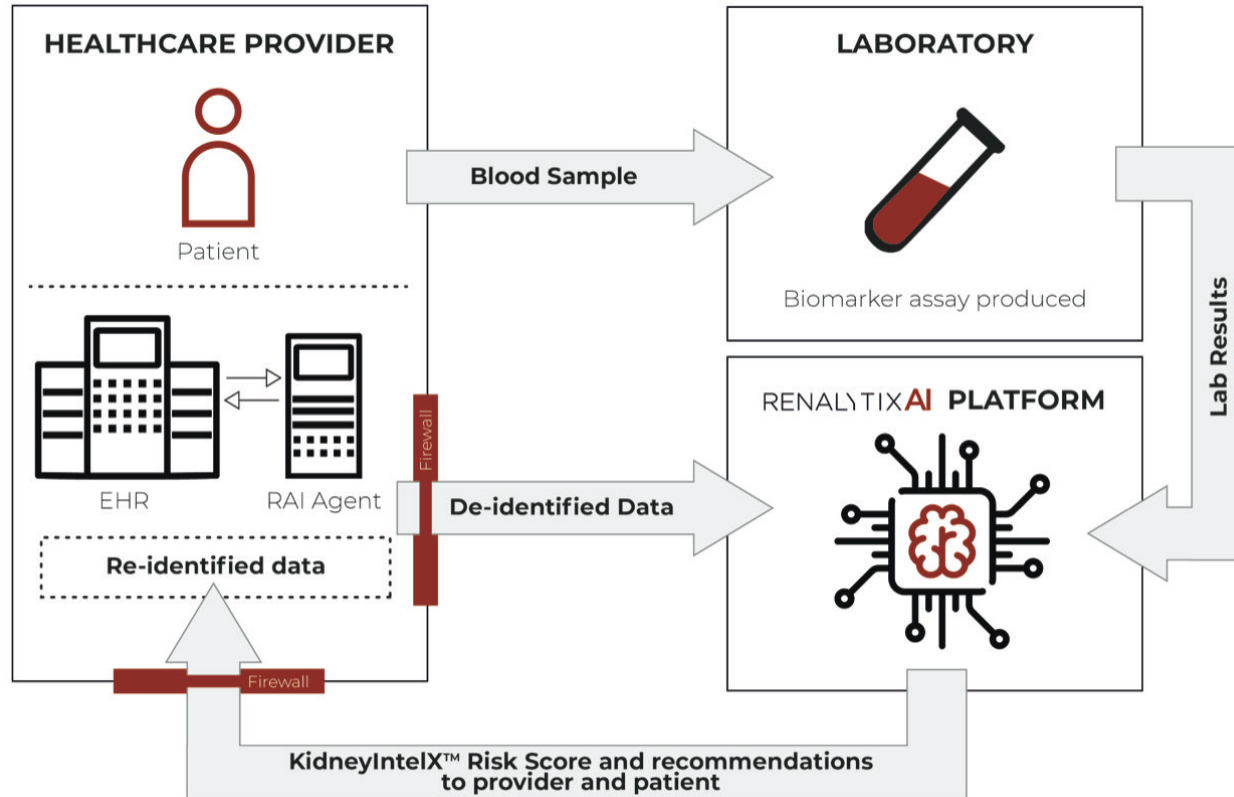 HEALTHCARE PROVIDER
Patient
EHR
RAI Agent
Re-identified data
Firewall
Firewall
Blood Sample
De-identified Data
LABORATORY
Biomarker assay produced
Lab Results
RENALYTIXAI PLATFORM
KidneyIntelX™ Risk Score and recommendations
to provider and patient